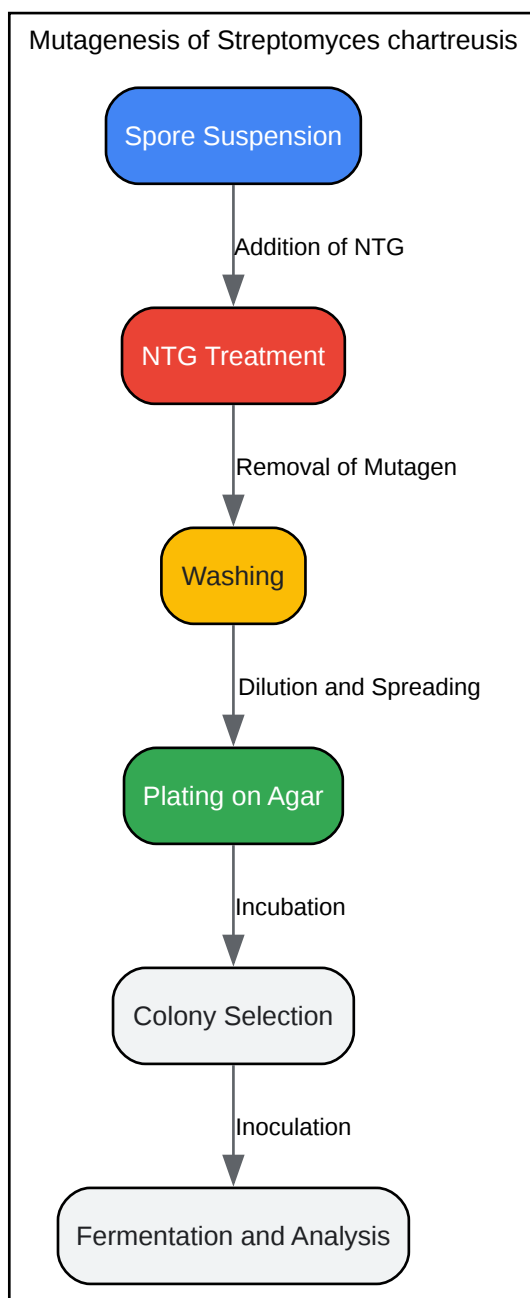 Mutagenesis of Streptomyces chartreusis
Spore Suspension
Addition of NTG
NTG Treatment
Removal of Mutagen
Washing
Dilution and Spreading
Plating on Agar
Incubation
Colony Selection
Inoculation
Fermentation and Analysis